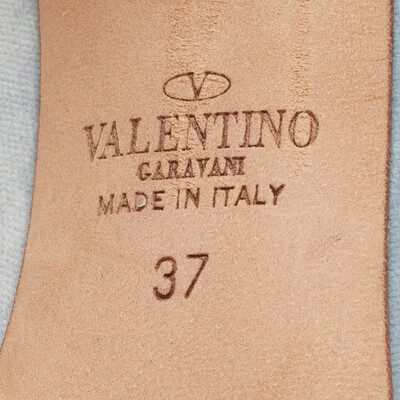 V
VALENTINO
GARAVANI
MADE IN ITALY
37